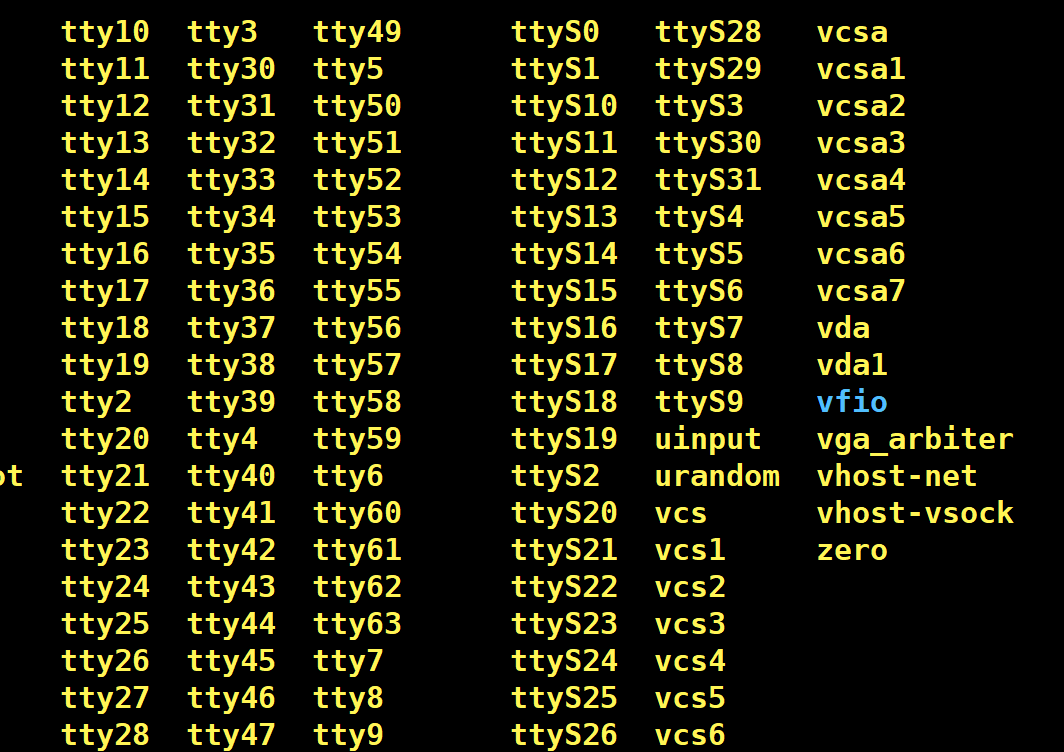 tty10 tty3 tty49 ttyS0 ttyS28 vcsa
tty11 tty30 tty5 ttyS1 ttyS29 vcsa1
tty12 tty31 tty50 ttyS10 ttyS3 vcsa2
tty13 tty32 tty51 ttyS11 ttyS30 vcsa3
tty14 tty33 tty52 ttyS12 ttyS31 vcsa4
tty15 tty34 tty53 ttyS13 ttyS4 vcsa5
tty16 tty35 tty54 ttyS14 ttyS5 vcsa6
tty17 tty36 tty55 ttyS15 ttyS6 vcsa7
tty18 tty37 tty56 ttyS16 ttyS7 vda
tty19 tty38 tty57 ttyS17 ttyS8 vda1
tty2 tty39 tty58 ttyS18 ttyS9 vfio
tty20 tty4 tty59 ttyS19 uinput vga_arbiter
tty21 tty40 tty6 ttyS2 urandom vhost-net
tty22 tty41 tty60 ttyS20 vcs vhost-vsock
tty23 tty42 tty61 ttyS21 vcs1 zero
tty24 tty43 tty62 ttyS22 vcs2
tty25 tty44 tty63 ttyS23 vcs3
tty26 tty45 tty7 ttyS24 vcs4
tty27 tty46 tty8 ttyS25 vcs5
tty28 tty47 tty9 ttyS26 vcs6